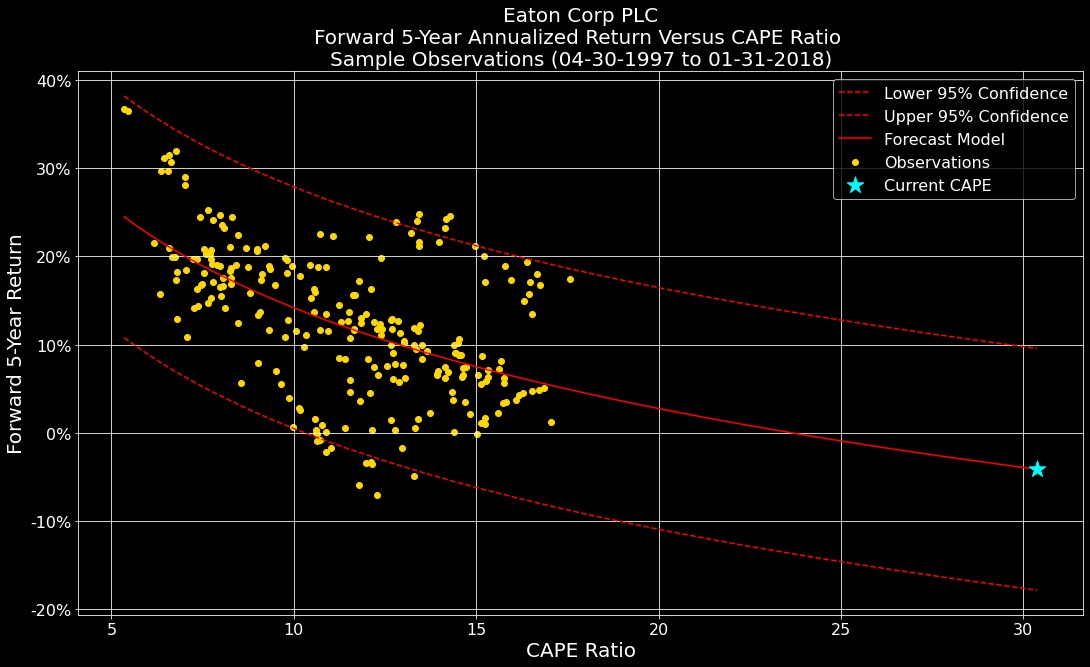 Eaton Corp PLC
Forward 5-Year Annualized Return Versus CAPE Ratio
Sample Observations (04-30-1997 to 01-31-2018)
Lower 95% Confidence
Upper 95% Confidence
Forecast Model
Observations
Current CAPE
Forward 5-Year Return
40%
30%
20%
10%
0%
-10%
-20%
5 10 15 20 25 30
CAPE Ratio